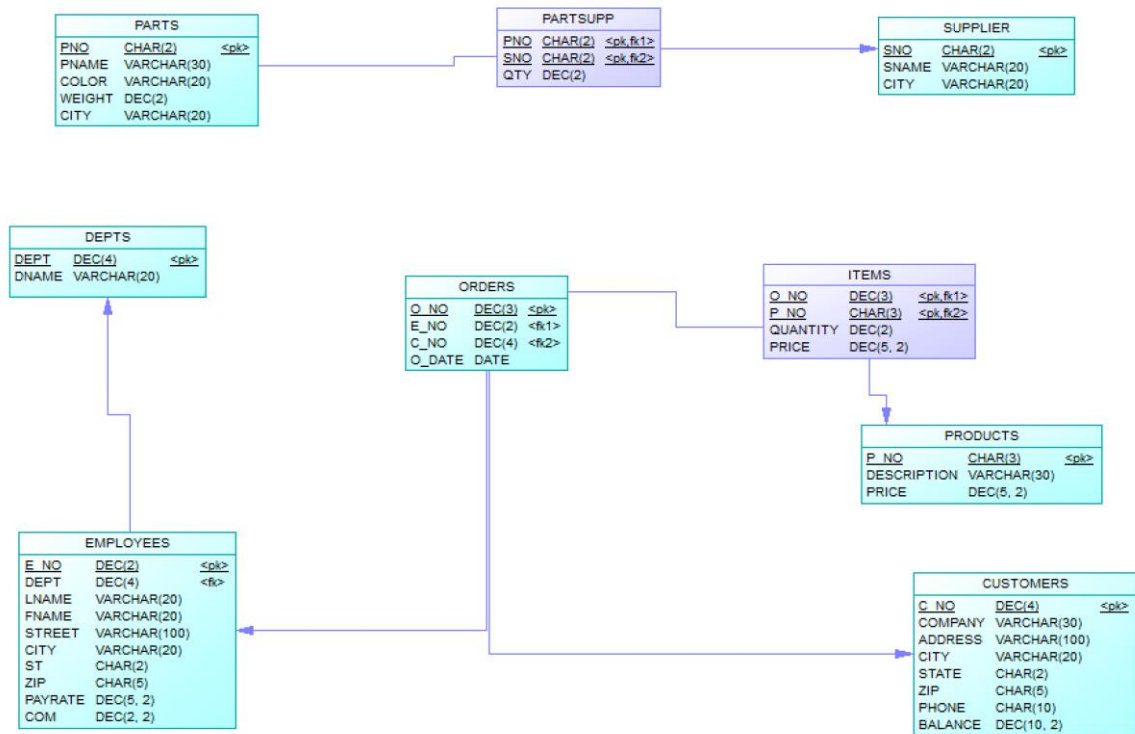 PARTS
PNO CHAR(2) <pk>
PNAME VARCHAR(30)
COLOR VARCHAR(20)
WEIGHT DEC(2)
CITY VARCHAR(20)
PARTSUPP
PNO CHAR(2) <pk,fk1>
SNO CHAR(2) <pk,fk2>
QTY DEC(2)
SUPPLIER
SNO CHAR(2) <pk>
SNAME VARCHAR(20)
CITY VARCHAR(20)
DEPTS
DEPT DEC(4) <pk>
DNAME VARCHAR(20)
ORDERS
O_NO DEC(3) <pk>
E_NO DEC(2) <fk1>
C_NO DEC(4) <fk2>
O_DATE DATE
ITEMS
O_NO DEC(3) <pk,fk1>
P_NO CHAR(3) <pk,fk2>
QUANTITY DEC(2)
PRICE DEC(5, 2)
PRODUCTS
P_NO CHAR(3) <pk>
DESCRIPTION VARCHAR(30)
PRICE DEC(5, 2)
EMPLOYEES
E_NO DEC(2) <pk>
DEPT DEC(4) <fk>
LNAME VARCHAR(20)
FNAME VARCHAR(20)
STREET VARCHAR(100)
CITY VARCHAR(20)
ST CHAR(2)
ZIP CHAR(5)
PAYRATE DEC(5, 2)
COM DEC(2, 2)
CUSTOMERS
C_NO DEC(4) <pk>
COMPANY VARCHAR(30)
ADDRESS VARCHAR(100)
CITY VARCHAR(20)
STATE CHAR(2)
ZIP CHAR(5)
PHONE CHAR(10)
BALANCE DEC(10, 2)